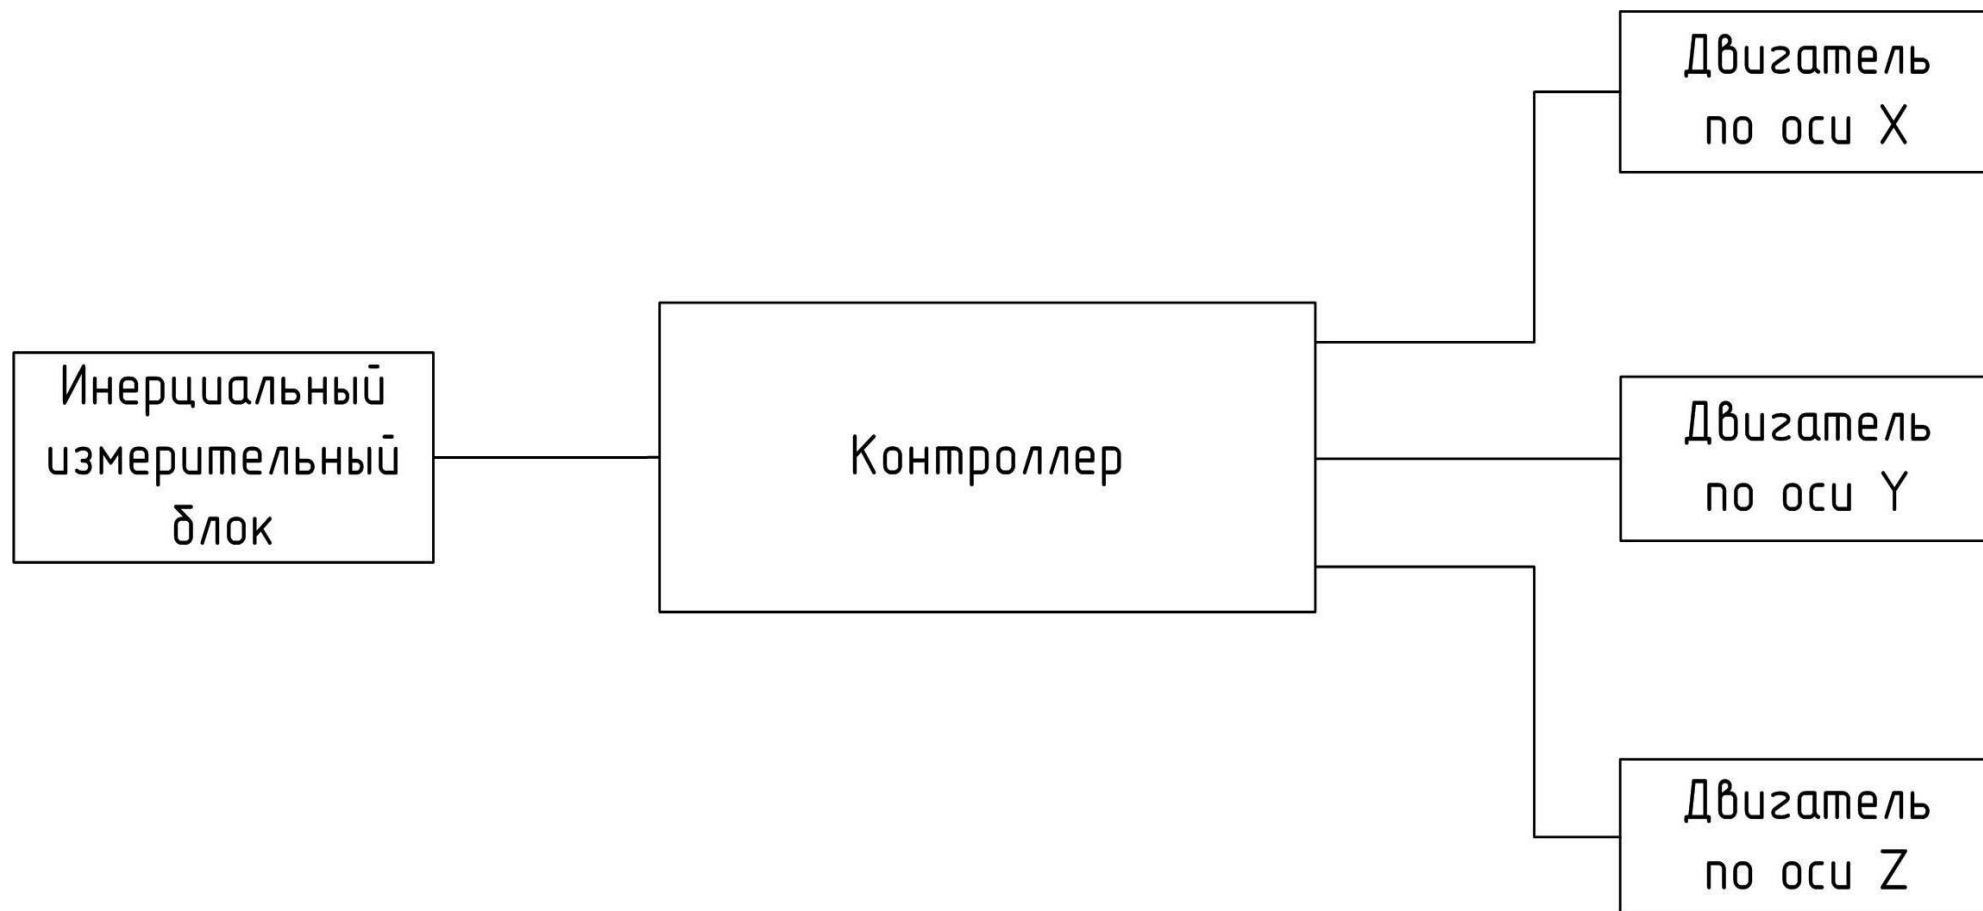 Двигатель
по оси X
Инерциальный
измерительный
блок
Контроллер
Двигатель
по оси Y
Двигатель
по оси Z